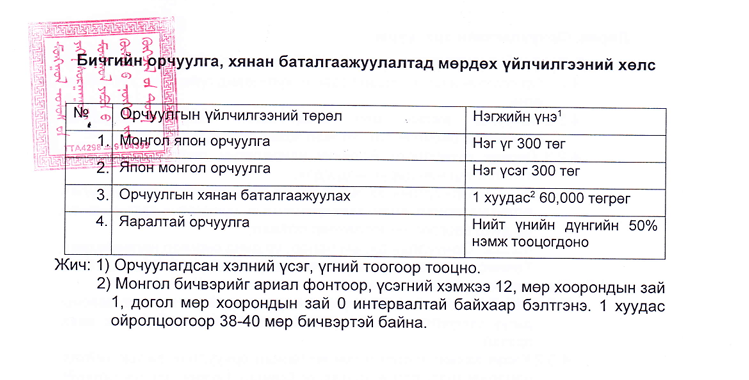 Бичгийн орчуулга, хянан баталгаажуулалтад мөрдөх үйлчилгээний хөлс
№ Орчуулгын үйлчилгээний төрөл Нэгжийн үнэ¹
1. Монгол япон орчуулга Нэг үг 300 төг
2. Япон монгол орчуулга Нэг үсэг 300 төг
3. Орчуулгын хянан баталгаажуулах 1 хуудас² 60,000 төгрөг
4. Яаралтай орчуулга Нийт үнийн дүнгийн 50%
нэмж тооцогдоно
Жич: 1) Орчуулагдсан хэлний үсэг, үгний тоогоор тооцно.
2) Монгол бичвэрийг ариал фонтоор, үсэгний хэмжээ 12, мөр хоорондын зай
1, догол мөр хоорондын зай 0 интервалтай байхаар бэлтгэнэ. 1 хуудас
ойролцоогоор 38-40 мөр бичвэртэй байна.